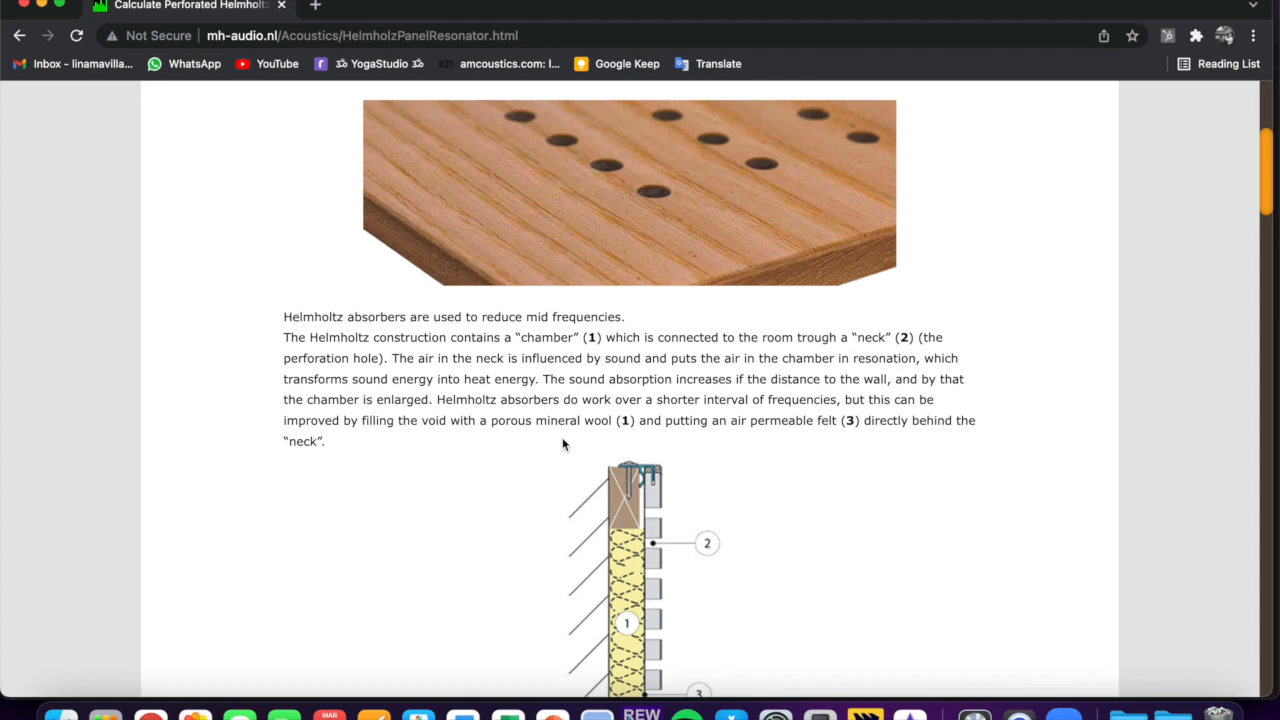 Calculate Perforated Helmholt
Not Secure mh-audio.nl/Acoustics/HelmholzPanelResonator.html
Inbox - linamavilla... WhatsApp YouTube ॐ YogaStudio ॐ amcoustics.com: I... Google Keep Translate Reading List
Helmholtz absorbers are used to reduce mid frequencies.
The Helmholtz construction contains a “chamber” (1) which is connected to the room trough a “neck” (2) (the
perforation hole). The air in the neck is influenced by sound and puts the air in the chamber in resonation, which
transforms sound energy into heat energy. The sound absorption increases if the distance to the wall, and by that
the chamber is enlarged. Helmholtz absorbers do work over a shorter interval of frequencies, but this can be
improved by filling the void with a porous mineral wool (1) and putting an air permeable felt (3) directly behind the
“neck”.
2
1
3
MAR
REW